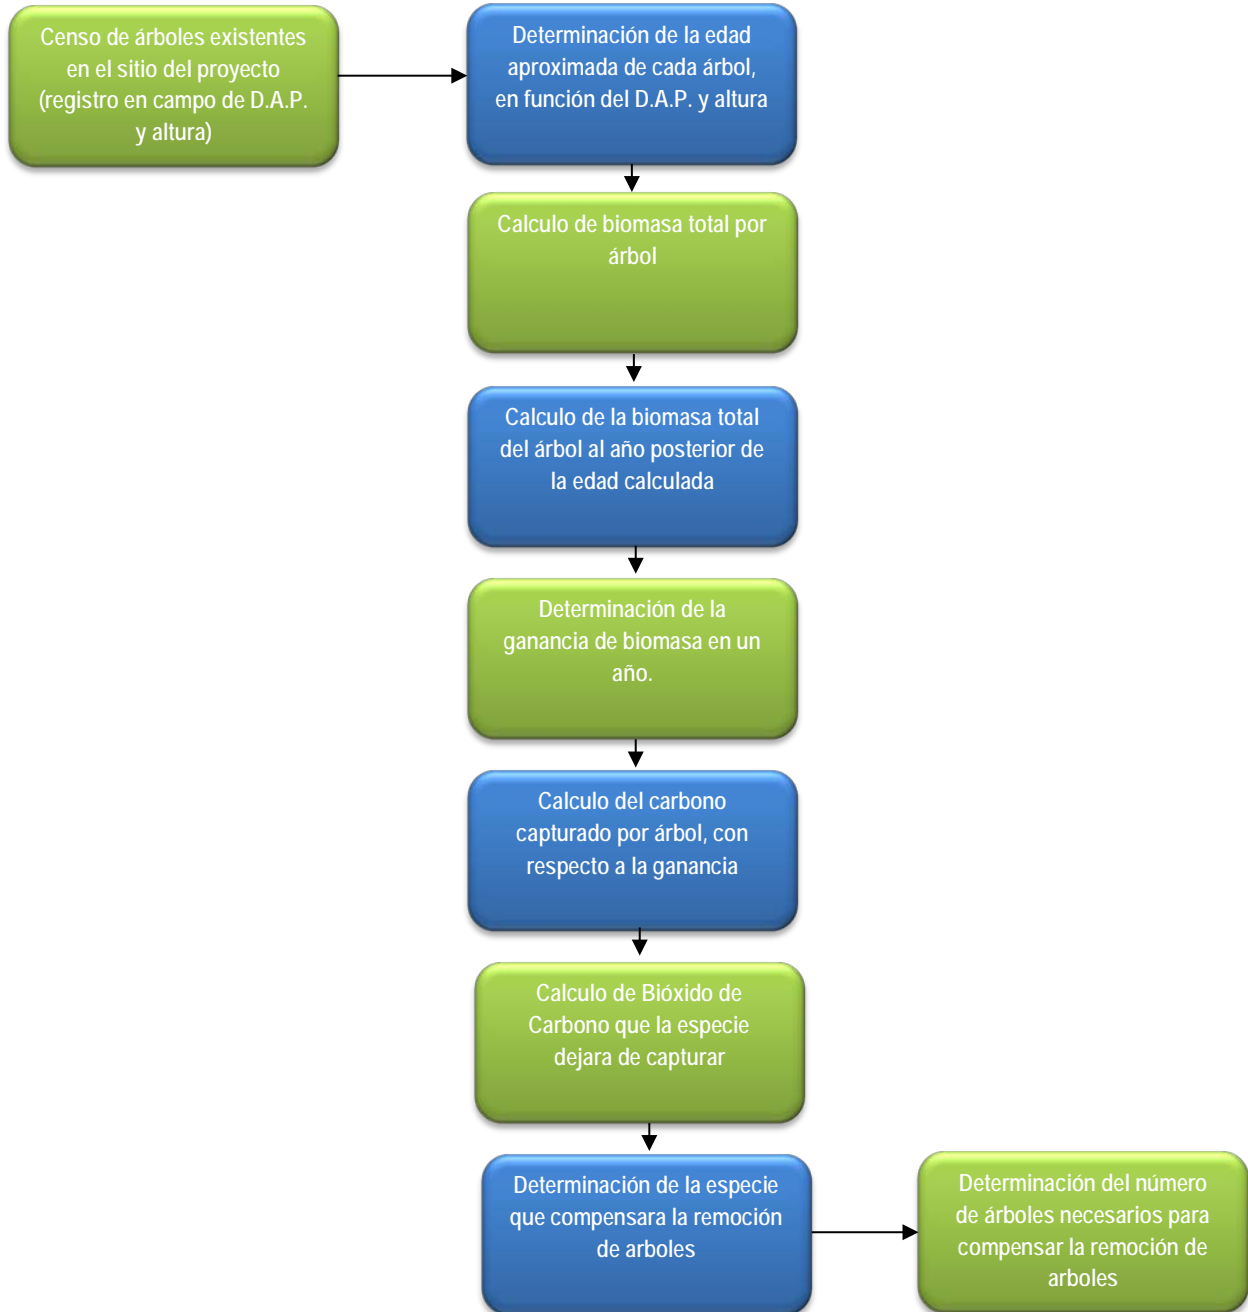 Censo de árboles existentes
en el sitio del proyecto
(registro en campo de D.A.P.
y altura)
Determinación de la edad
aproximada de cada árbol,
en función del D.A.P. y altura
Calculo de biomasa total por
árbol
Calculo de la biomasa total
del árbol al año posterior de
la edad calculada
Determinación de la
ganancia de biomasa en un
año.
Calculo del carbono
capturado por árbol, con
respecto a la ganancia
Calculo de Bióxido de
Carbono que la especie
dejara de capturar
Determinación de la especie
que compensara la remoción
de arboles
Determinación del número
de árboles necesarios para
compensar la remoción de
arboles